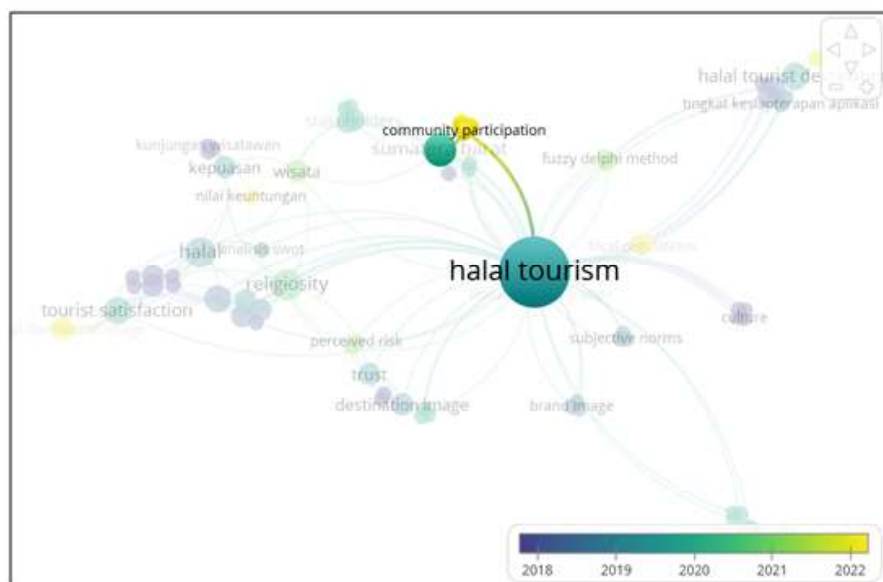 halal tourist
tingkat kesiapterapan aplikasi
stakeholders
community participation
sumatera barat
kunjungan wisatawan
fuzzy delphi method
kepuasan
wisata
nilai keuntungan
halal
analisis swot
halal tourism
religiosity
tourist satisfaction
culture
perceived risk
subjective norms
trust
destination image
brand image
2018 2019 2020 2021 2022